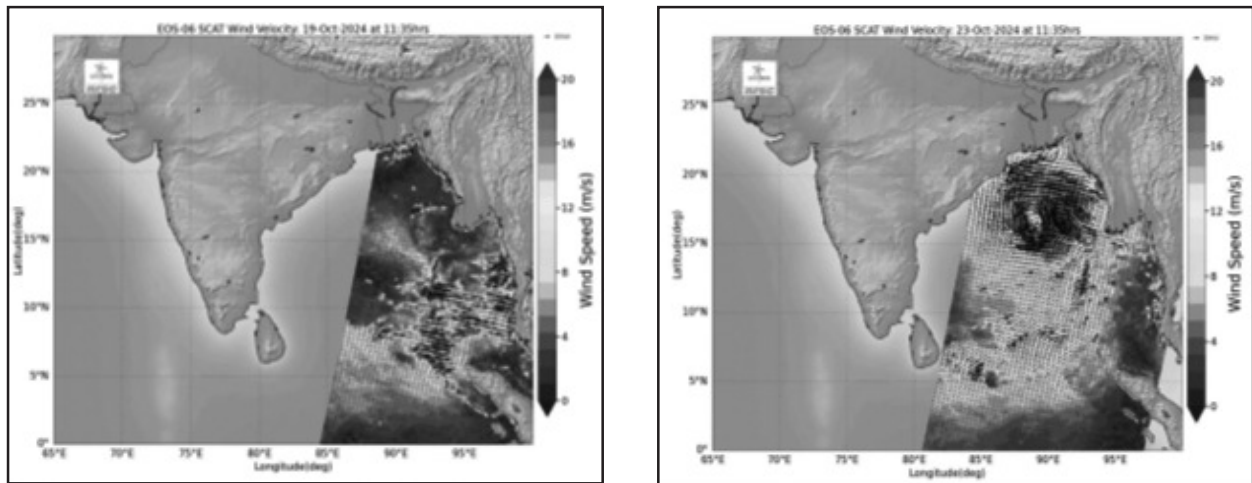 EOS-06 SCAT Wind Velocity: 19-Oct-2024 at 11:35hrs
25°N
20°N
15°N
10°N
5°N
0°
Latitude(deg)
65°E
70°E
75°E
80°E
85°E
90°E
95°E
Longitude(deg)
20
16
12
8
4
0
Wind Speed (m/s)
EOS-06 SCAT Wind Velocity: 23-Oct-2024 at 11:35hrs
25°N
20°N
15°N
10°N
5°N
0°
Latitude(deg)
65°E
70°E
75°E
80°E
85°E
90°E
95°E
Longitude(deg)
20
16
12
8
4
0
Wind Speed (m/s)